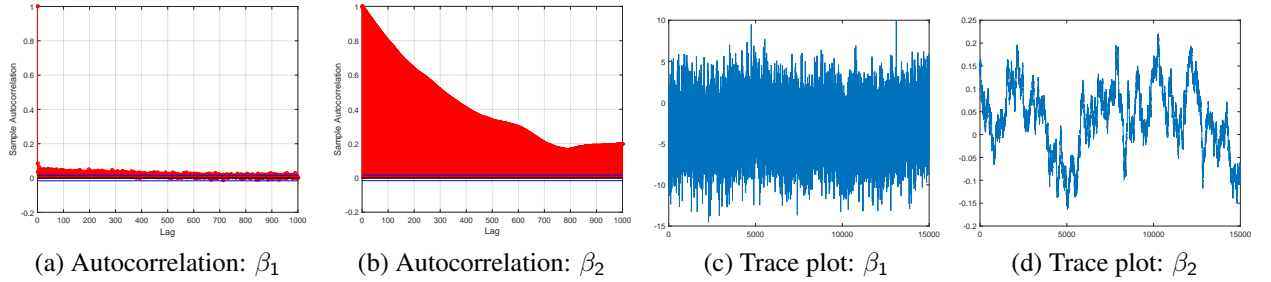 1
0.8
0.6
0.4
0.2
0
-0.2
Sample Autocorrelation
0 100 200 300 400 500 600 700 800 900 1000
Lag
(a) Autocorrelation: β1
1
0.8
0.6
0.4
0.2
0
-0.2
Sample Autocorrelation
0 100 200 300 400 500 600 700 800 900 1000
Lag
(b) Autocorrelation: β2
10
5
0
-5
-10
-15
0 5000 10000 15000
(c) Trace plot: β1
0.25
0.2
0.15
0.1
0.05
0
-0.05
-0.1
-0.15
-0.2
0 5000 10000 15000
(d) Trace plot: β2